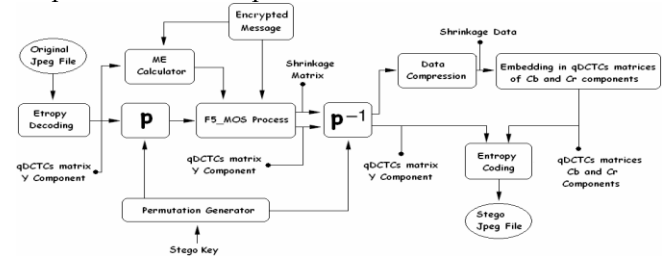 Encrypted
Message
Original
Jpeg File
ME
Calculator
Shrinkage
Matrix
Shrinkage Data
Data
Compression
Embedding in qDCTCs matrices
of Cb and Cr components
Etropy
Decoding
P
F5_MOS Process
P-1
qDCTCs matrix
Y Component
qDCTCs matrix
Y Component
qDCTCs matrix
Y Component
Entropy
Coding
qDCTCs matrices
Cb and Cr
Components
Permutation Generator
Stego
Jpeg File
Stego Key